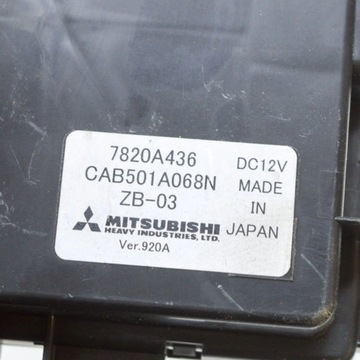 7820A436 DC12V
CAB501A068N MADE
ZB-03 IN
MITSUBISHI JAPAN
HEAVY INDUSTRIES, LTD.
Ver.920A